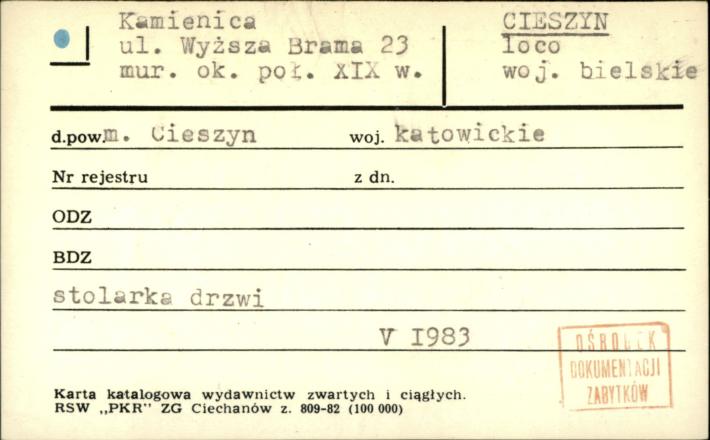 Kamienica
ul. Wyższa Brama 23
mur. ok. poł. XIX w.
CIESZYN
loco
woj. bielskie
d.pow.m. Cieszyn woj. katowickie
Nr rejestru z dn.
ODZ
BDZ
stolarka drzwi
V I983
OŚRODEK
DOKUMENTACJI
ZABYTKÓW
Karta katalogowa wydawnictw zwartych i ciągłych.
RSW „PKR" ZG Ciechanów z. 809-82 (100 000)